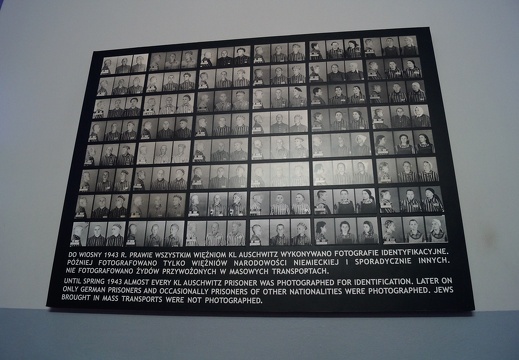 DO WIOSNY 1943 R. PRAWIE WSZYSTKIM WIĘŹNIOM KL AUSCHWITZ WYKONYWANO FOTOGRAFIE IDENTYFIKACYJNE.
PÓŹNIEJ FOTOGRAFOWANO TYLKO WIĘŹNIÓW NARODOWOŚCI NIEMIECKIEJ I SPORADYCZNIE INNYCH.
NIE FOTOGRAFOWANO ŻYDÓW PRZYWOŻONYCH W MASOWYCH TRANSPORTACH.
UNTIL SPRING 1943 ALMOST EVERY KL AUSCHWITZ PRISONER WAS PHOTOGRAPHED FOR IDENTIFICATION. LATER ON
ONLY GERMAN PRISONERS AND OCCASIONALLY PRISONERS OF OTHER NATIONALITIES WERE PHOTOGRAPHED. JEWS
BROUGHT IN MASS TRANSPORTS WERE NOT PHOTOGRAPHED.